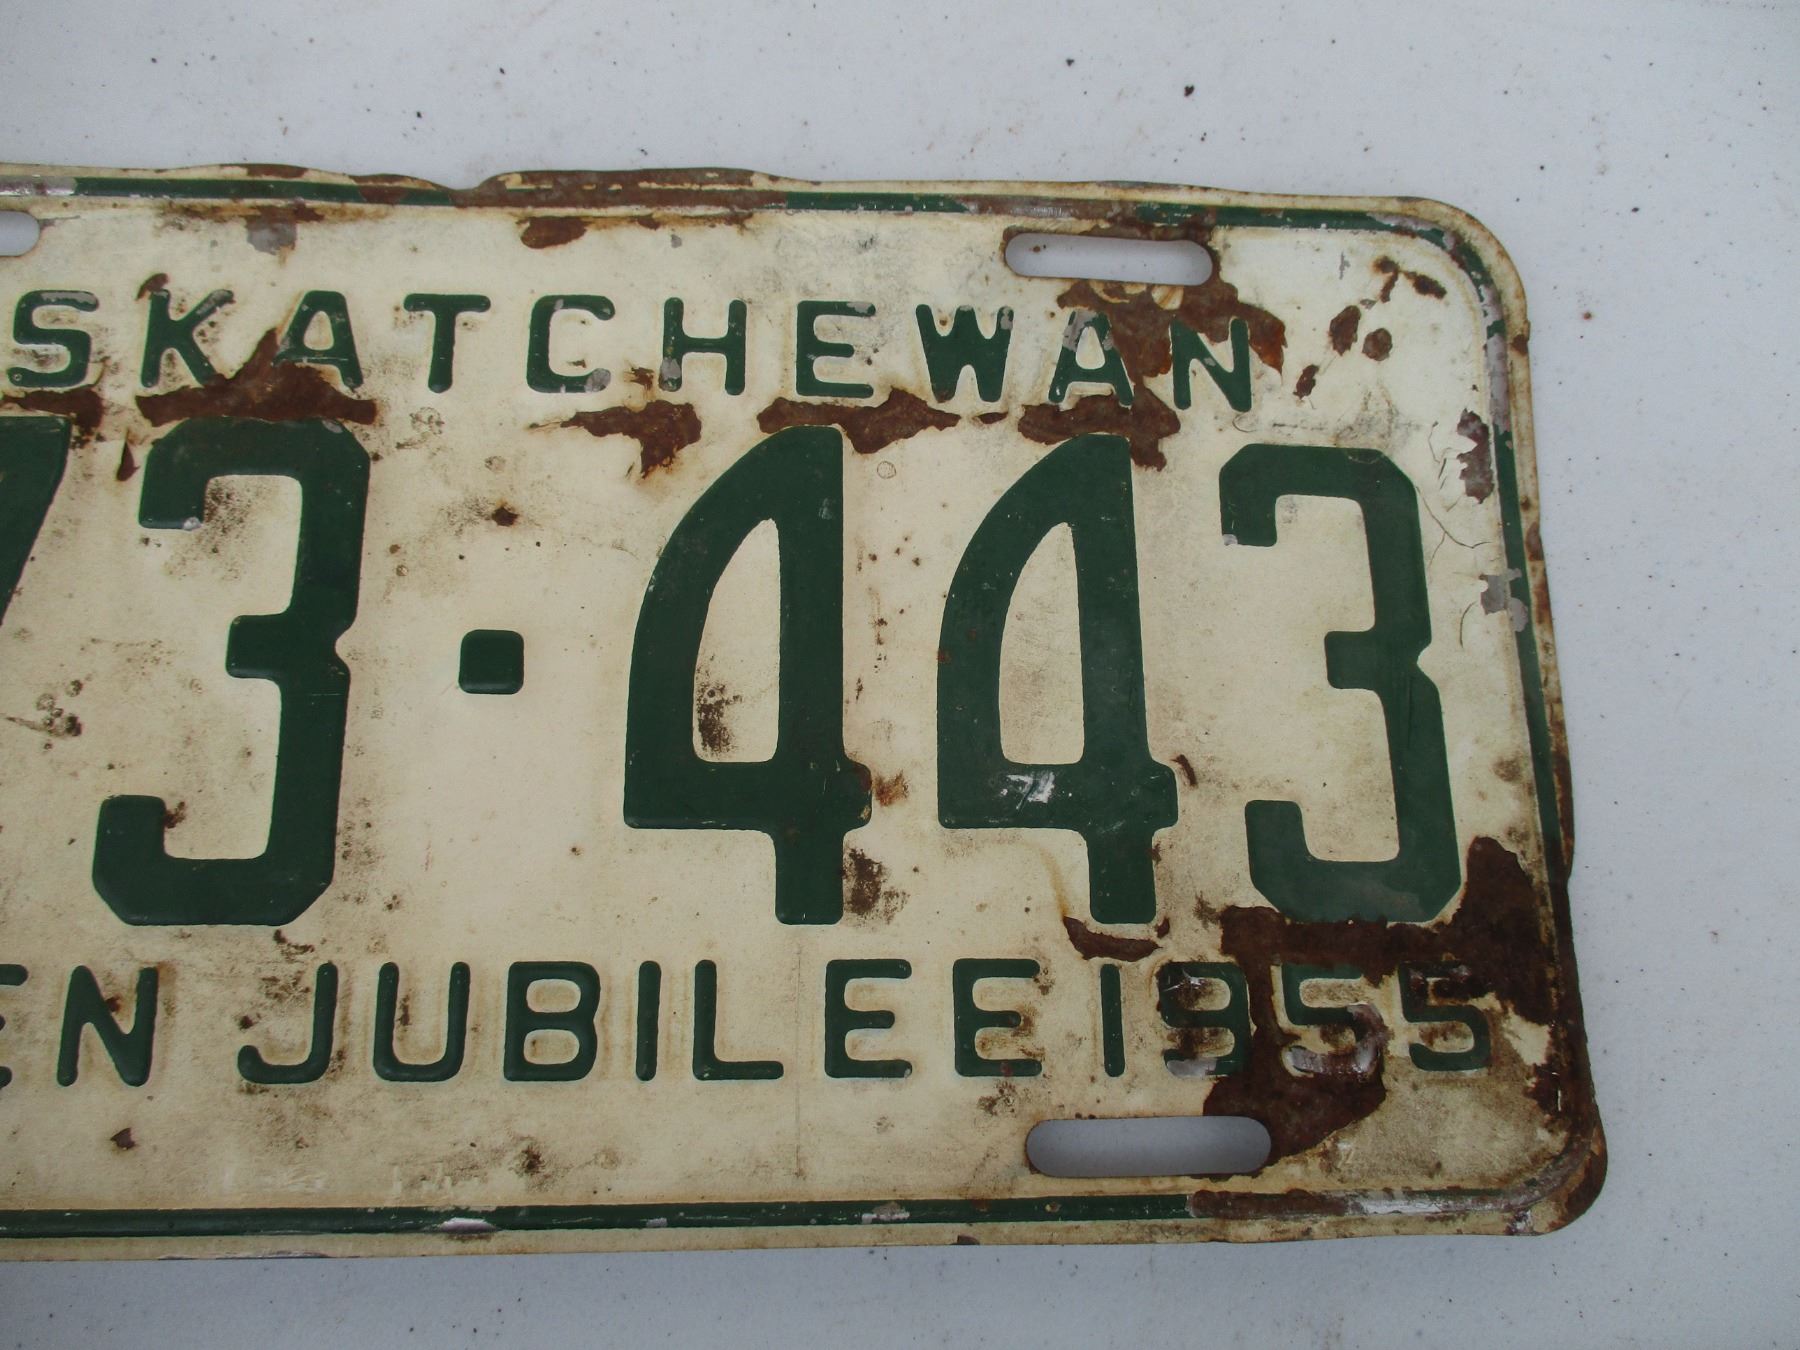 SKATCHEWAN
73·443
EN JUBILEE 1955